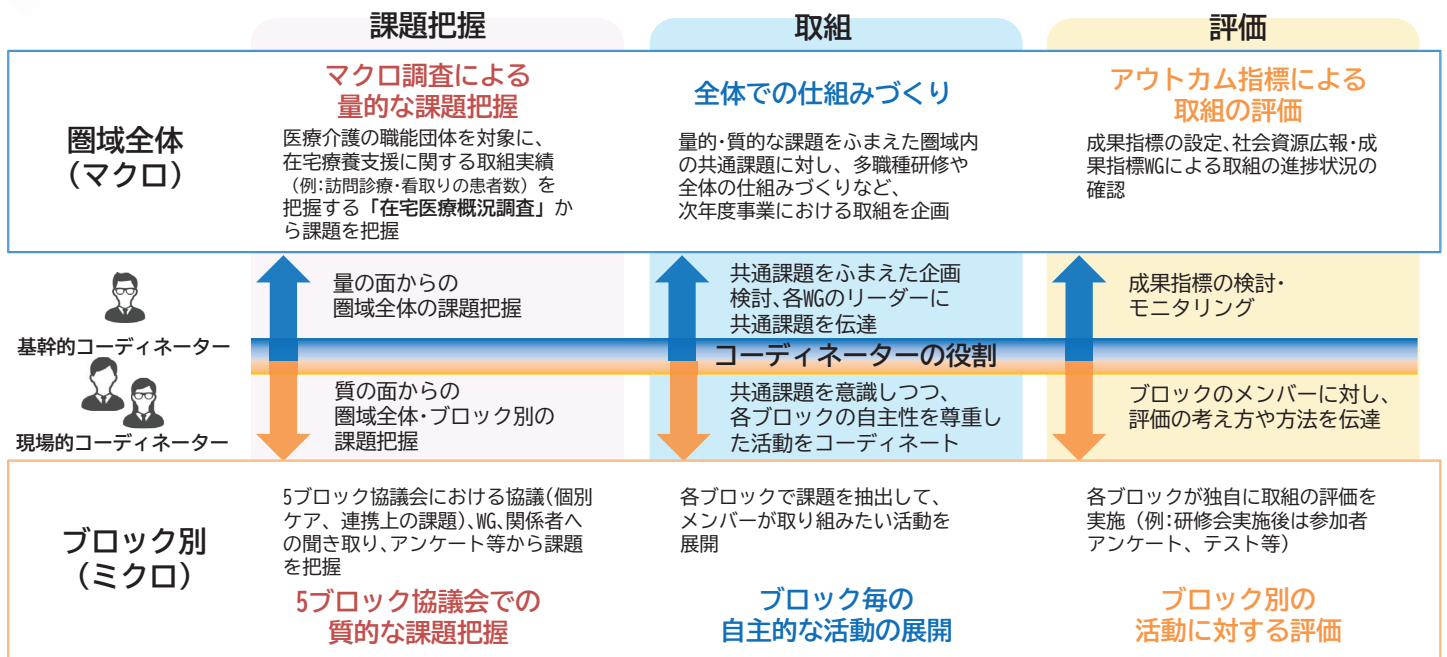 課題把握
取組
評価
圏域全体
（マクロ）
マクロ調査による
量的な課題把握
医療介護の職能団体を対象に、
在宅療養支援に関する取組実績
（例:訪問診療・看取りの患者数）を
把握する「在宅医療概況調査」か
ら課題を把握
全体での仕組みづくり
量的・質的な課題をふまえた圏域内
の共通課題に対し、多職種研修や
全体の仕組みづくりなど、
次年度事業における取組を企画
アウトカム指標による
取組の評価
成果指標の設定、社会資源広報・成
果指標WGによる取組の進捗状況の
確認
基幹的コーディネーター
量の面からの
圏域全体の課題把握
共通課題をふまえた企画
検討、各WGのリーダーに
共通課題を伝達
成果指標の検討・
モニタリング
コーディネーターの役割
現場的コーディネーター
質の面からの
圏域全体・ブロック別の
課題把握
共通課題を意識しつつ、
各ブロックの自主性を尊重し
た活動をコーディネート
ブロックのメンバーに対し、
評価の考え方や方法を伝達
ブロック別
（ミクロ）
5ブロック協議会における協議（個別
ケア、連携上の課題）、WG、関係者へ
の聞き取り、アンケート等から課題
を把握
5ブロック協議会での
質的な課題把握
各ブロックで課題を抽出して、
メンバーが取り組みたい活動を
展開
ブロック毎の
自主的な活動の展開
各ブロックが独自に取組の評価を
実施（例:研修会実施後は参加者
アンケート、テスト等）
ブロック別の
活動に対する評価